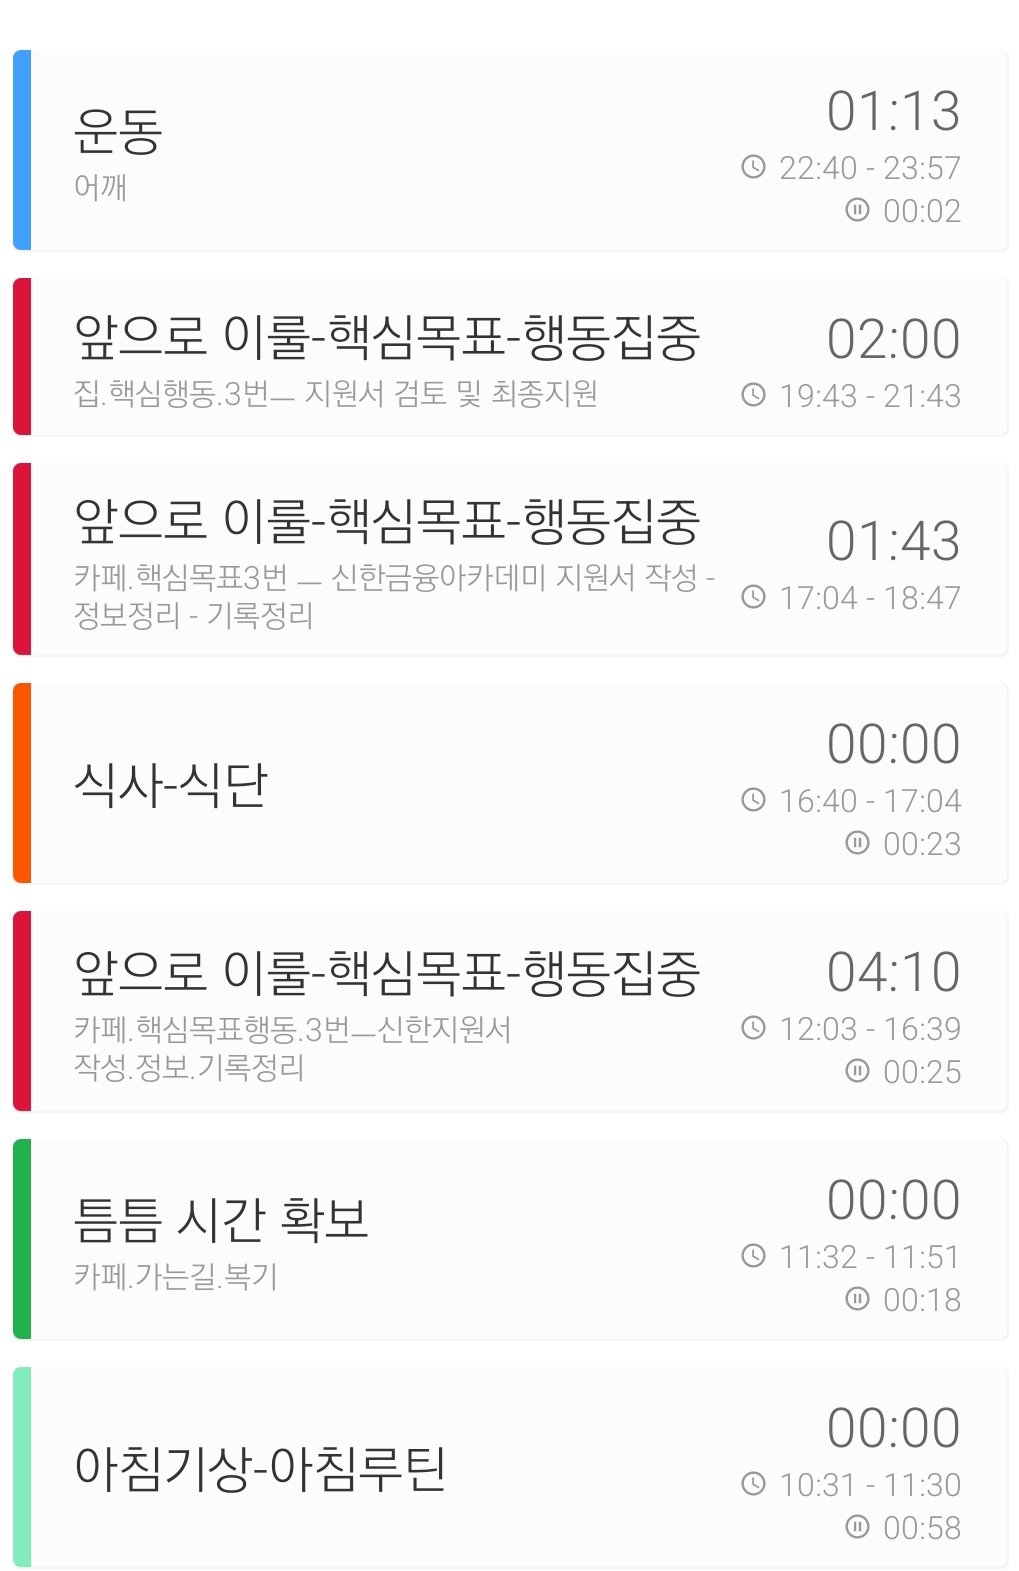 운동
어깨
01:13
22:40 - 23:57
00:02
앞으로 이룰-핵심목표-행동집중
집.핵심행동.3번ㅡ 지원서 검토 및 최종지원
02:00
19:43 - 21:43
앞으로 이룰-핵심목표-행동집중
카페.핵심목표3번 ㅡ 신한금융아카데미 지원서 작성 -
정보정리 - 기록정리
01:43
17:04 - 18:47
식사-식단
00:00
16:40 - 17:04
00:23
앞으로 이룰-핵심목표-행동집중
카페.핵심목표행동.3번ㅡ신한지원서
작성.정보.기록정리
04:10
12:03 - 16:39
00:25
틈틈 시간 확보
카페.가는길.복기
00:00
11:32 - 11:51
00:18
아침기상-아침루틴
00:00
10:31 - 11:30
00:58